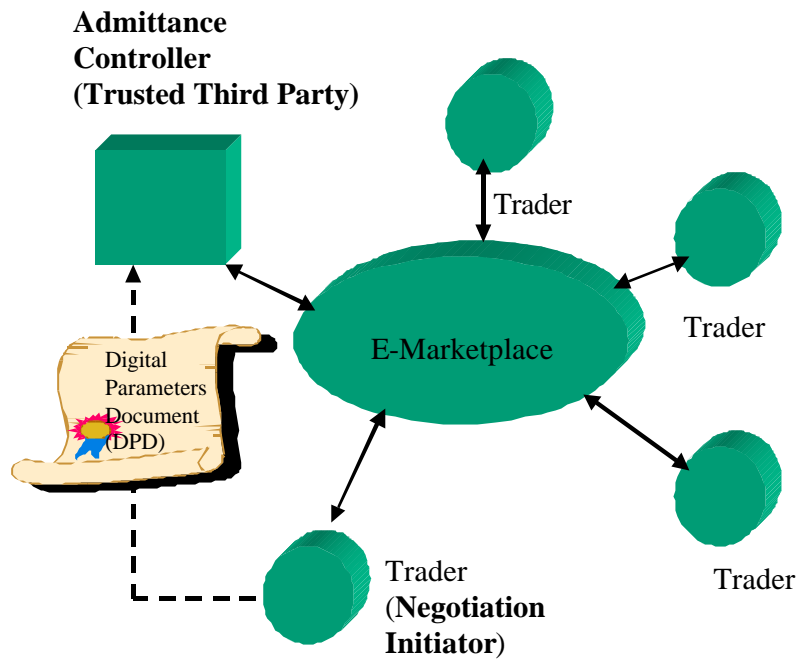 Admittance
Controller
(Trusted Third Party)
Trader
Trader
E-Marketplace
Digital
Parameters
Document
(DPD)
Trader
(Negotiation
Initiator)
Trader